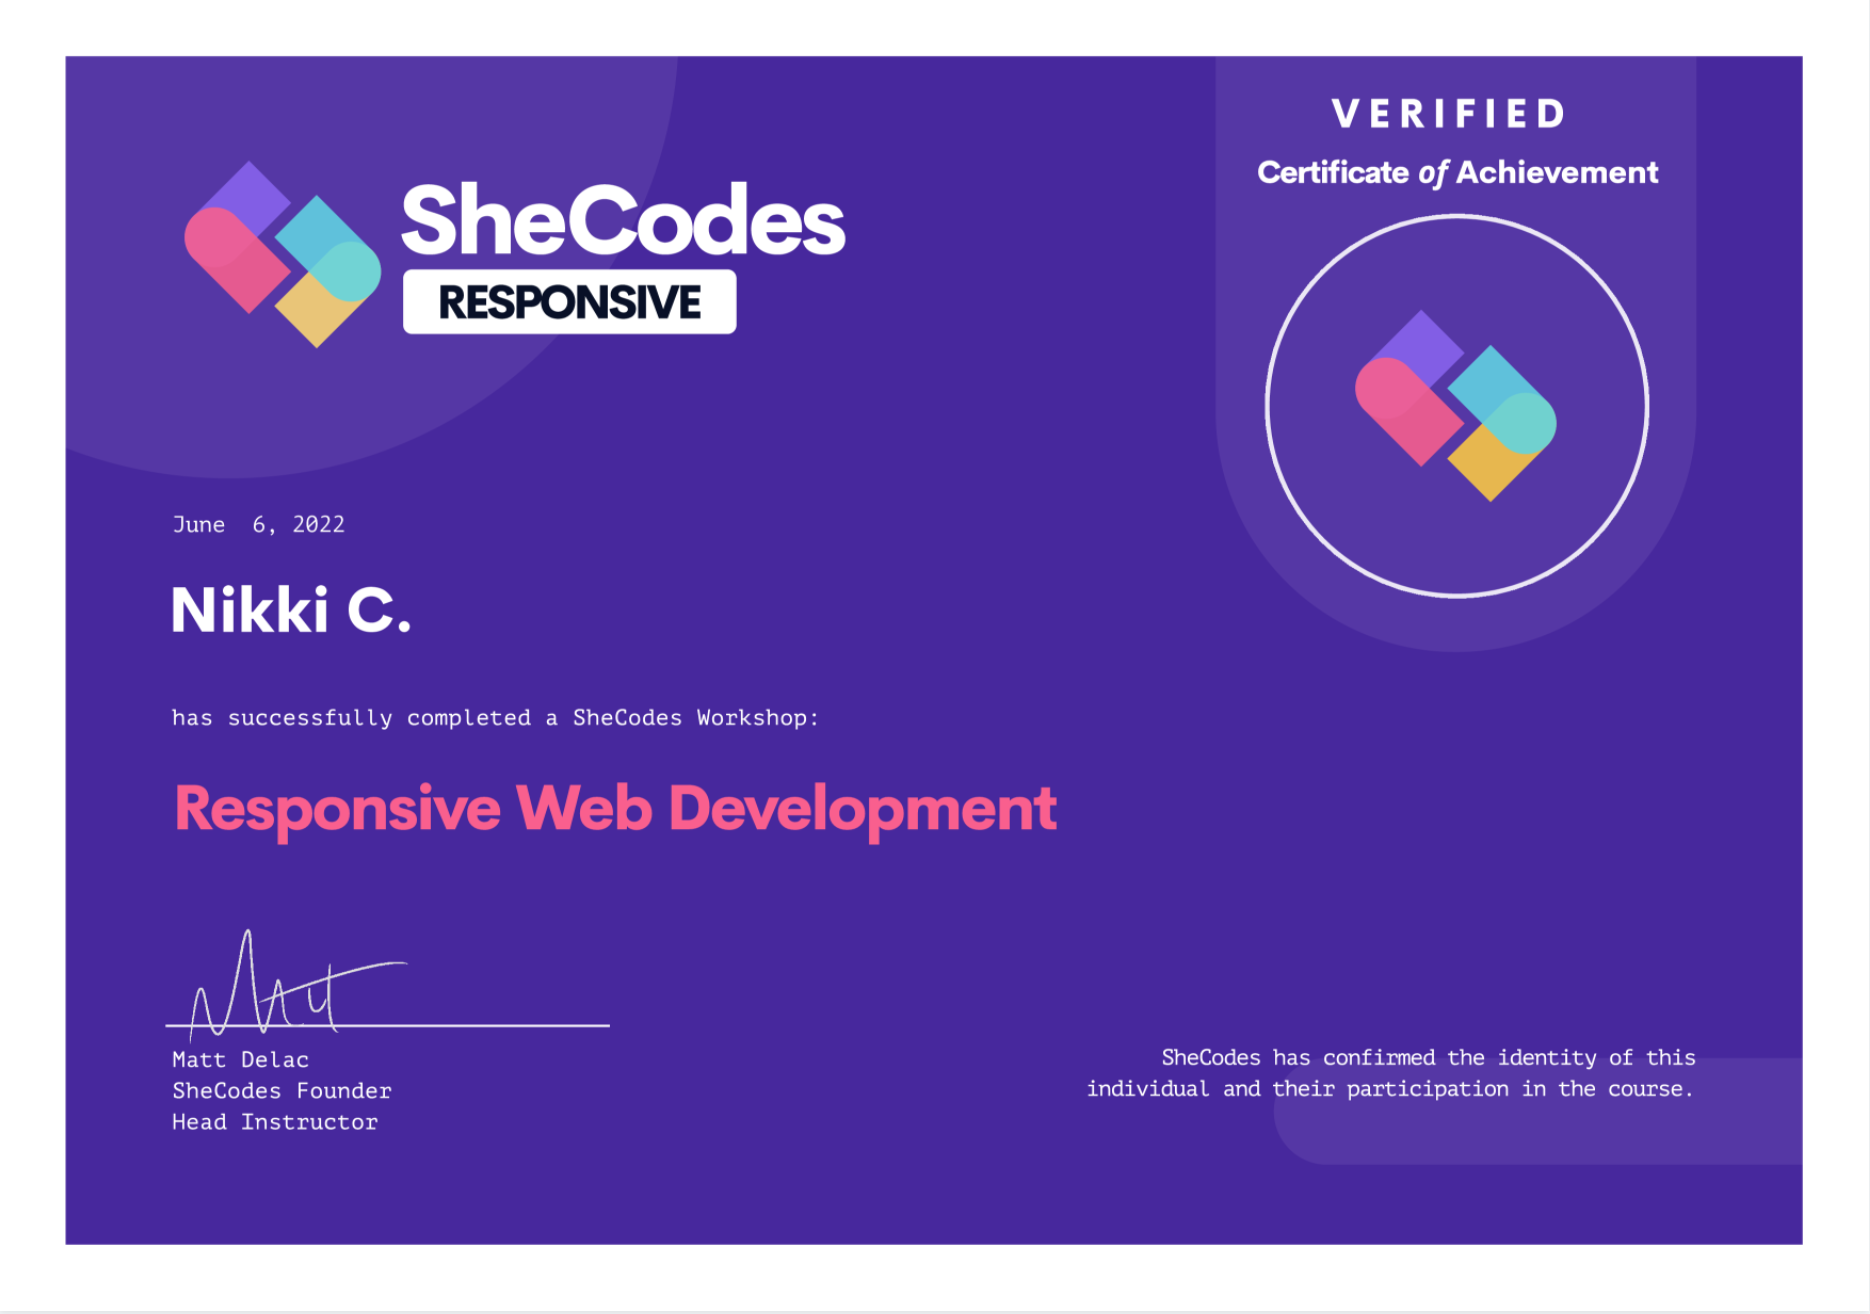 VERIFIED
Certificate of Achievement
SheCodes
RESPONSIVE
June  6, 2022
Nikki C.
has successfully completed a SheCodes Workshop:
Responsive Web Development
Matt
Matt Delac
SheCodes Founder
Head Instructor
SheCodes has confirmed the identity of this
individual and their participation in the course.